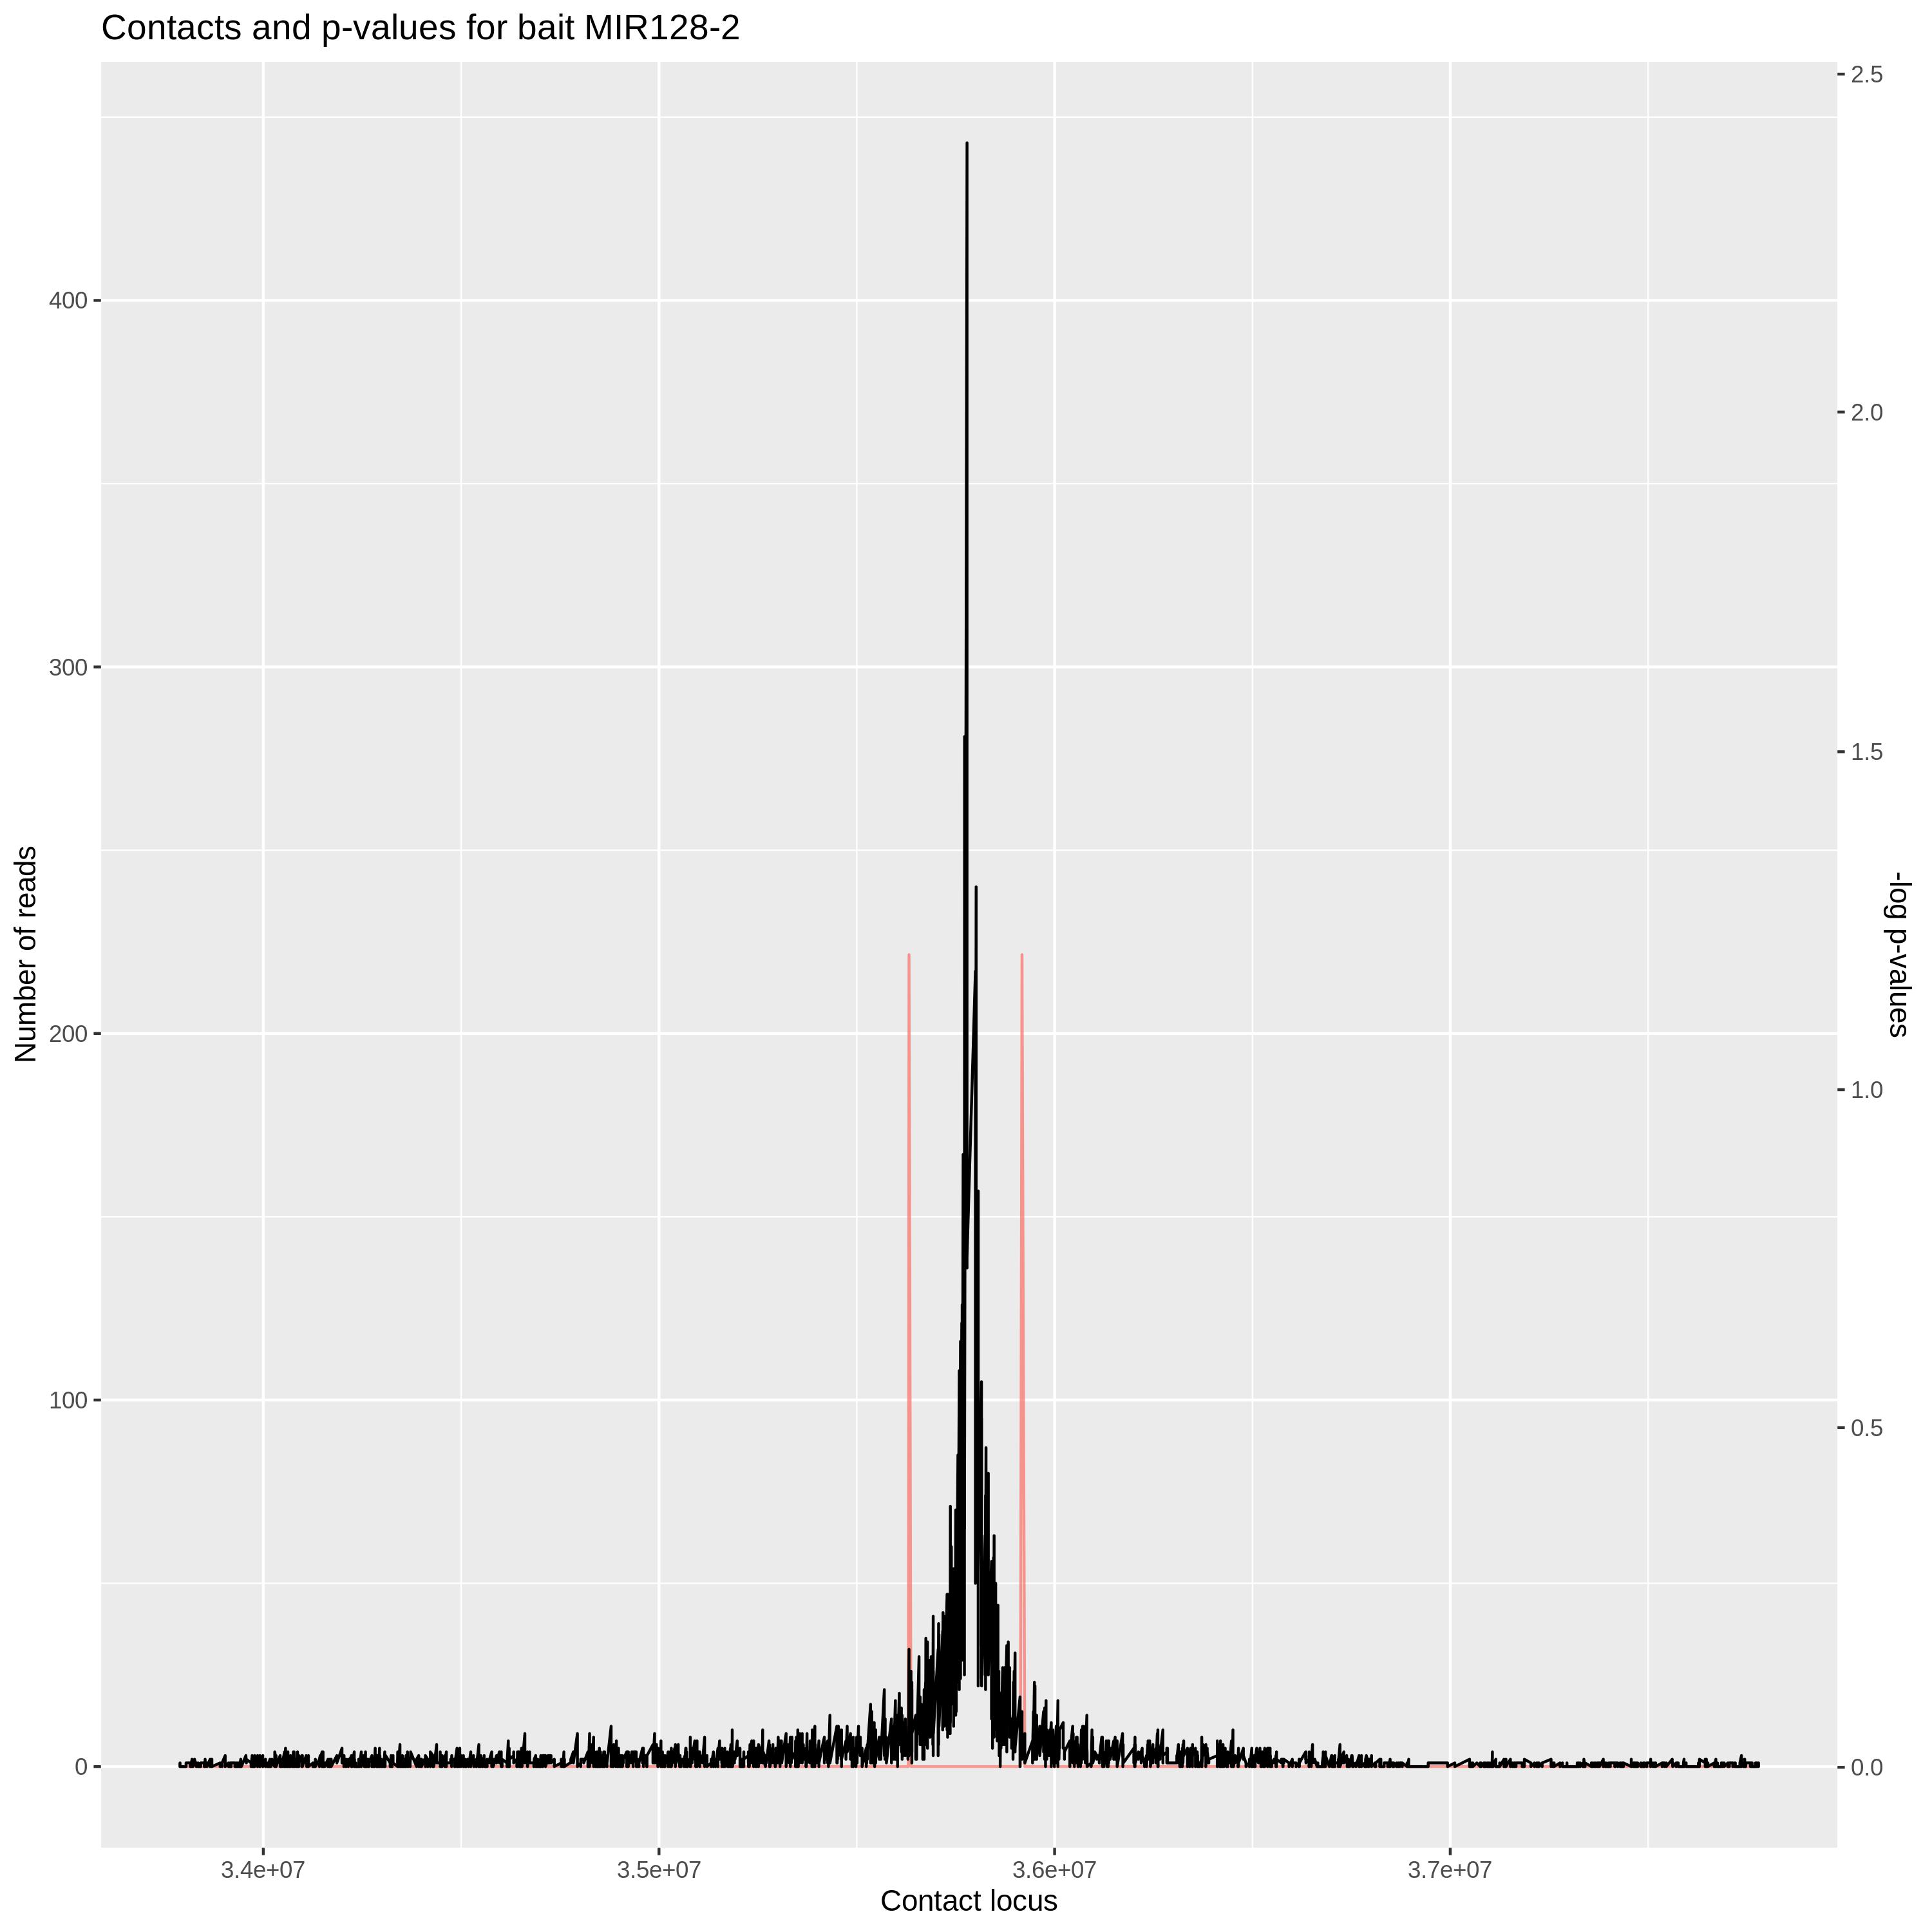 Contacts and p-values for bait MIR128-2
2.5
400
2.0
300
1.5
Number of reads
-log p-values
200
1.0
100
0.5
0
0.0
3.4e+07
3.5e+07
3.6e+07
3.7e+07
Contact locus